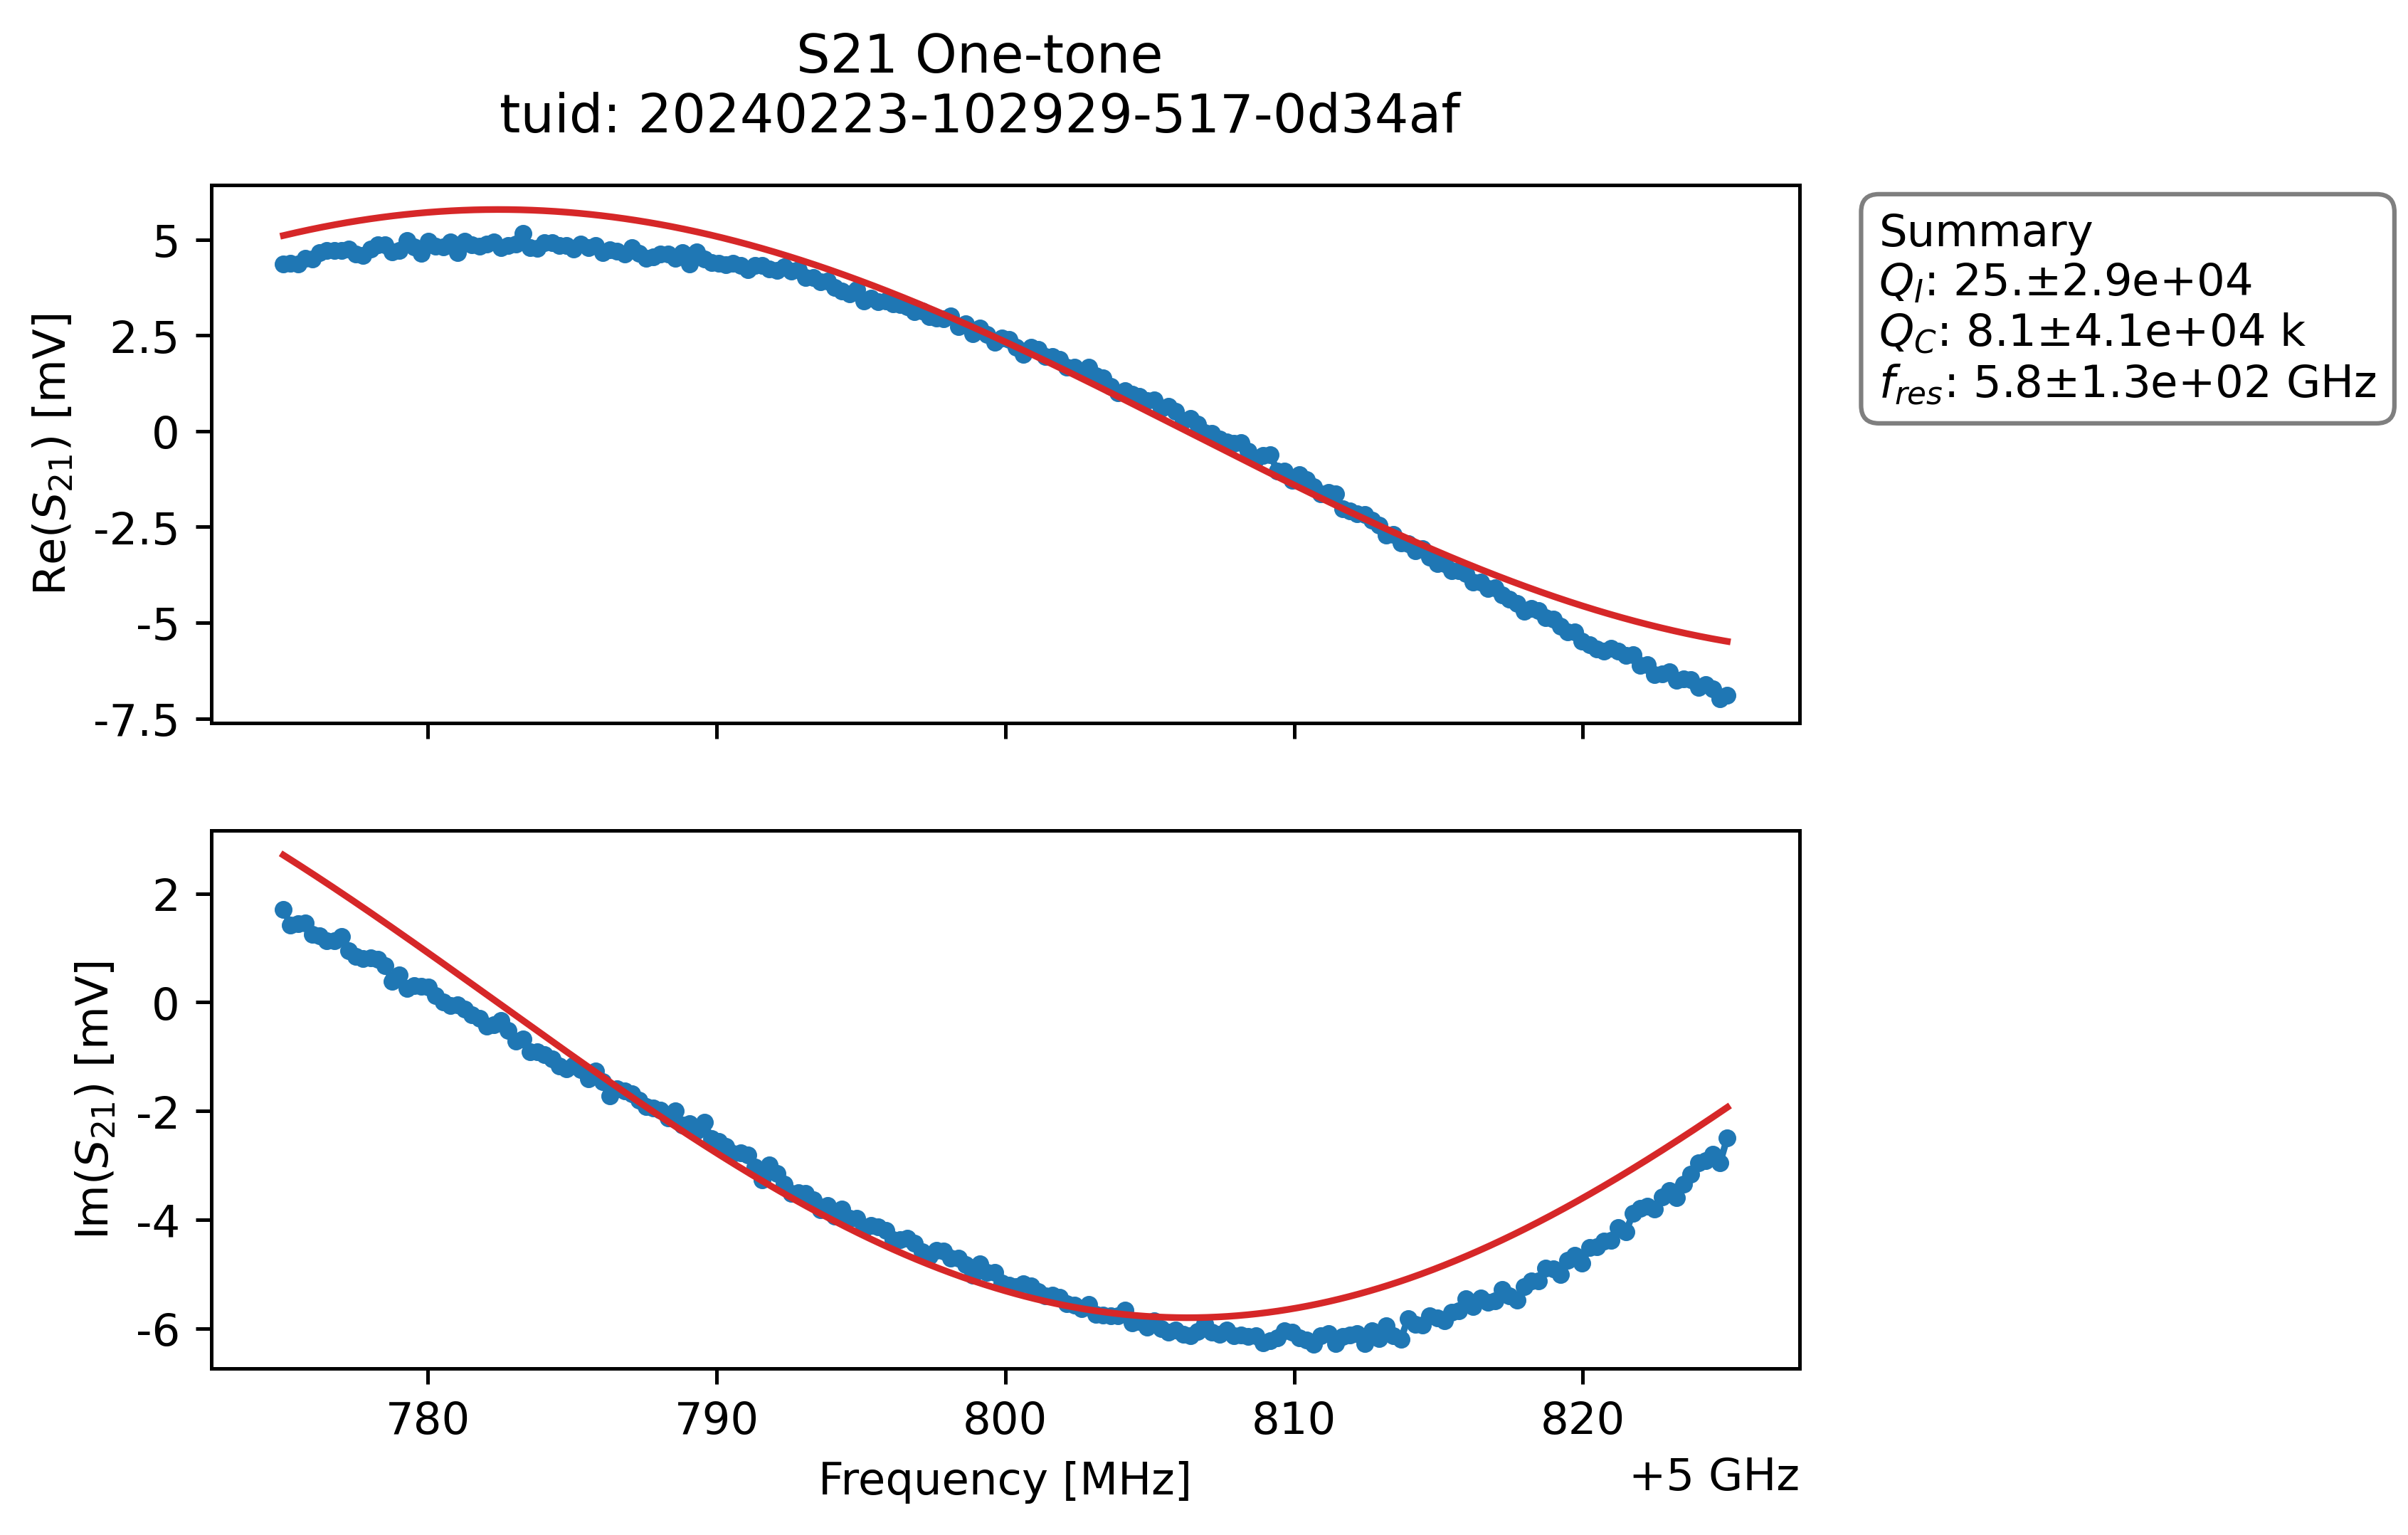 S21 One-tone
tuid: 20240223-102929-517-0d34af
Re(S21) [mV]
5
2.5
0
-2.5
-5
-7.5
Summary
QI: 25.±2.9e+04
QC: 8.1±4.1e+04 k
fres: 5.8±1.3e+02 GHz
Im(S21) [mV]
2
0
-2
-4
-6
780 790 800 810 820
Frequency [MHz]
+5 GHz